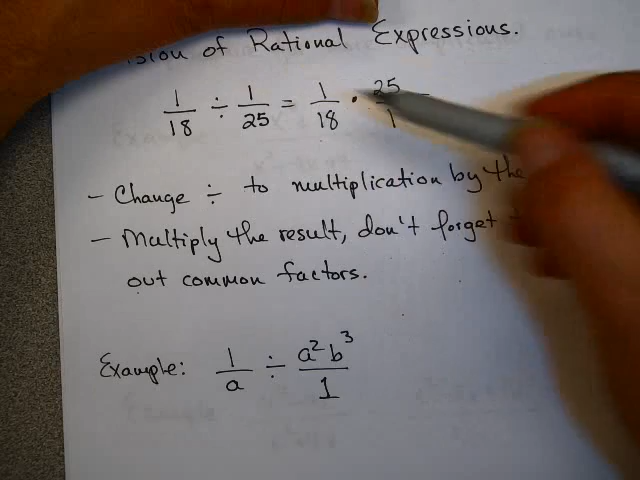 of Rational Expressions.
1/18 ÷ 1/25 = 1/18 · 25/1
- Change ÷ to multiplication by the
- Multiply the result, don't forget
out common factors.
Example: 1/a ÷ a²b³/1